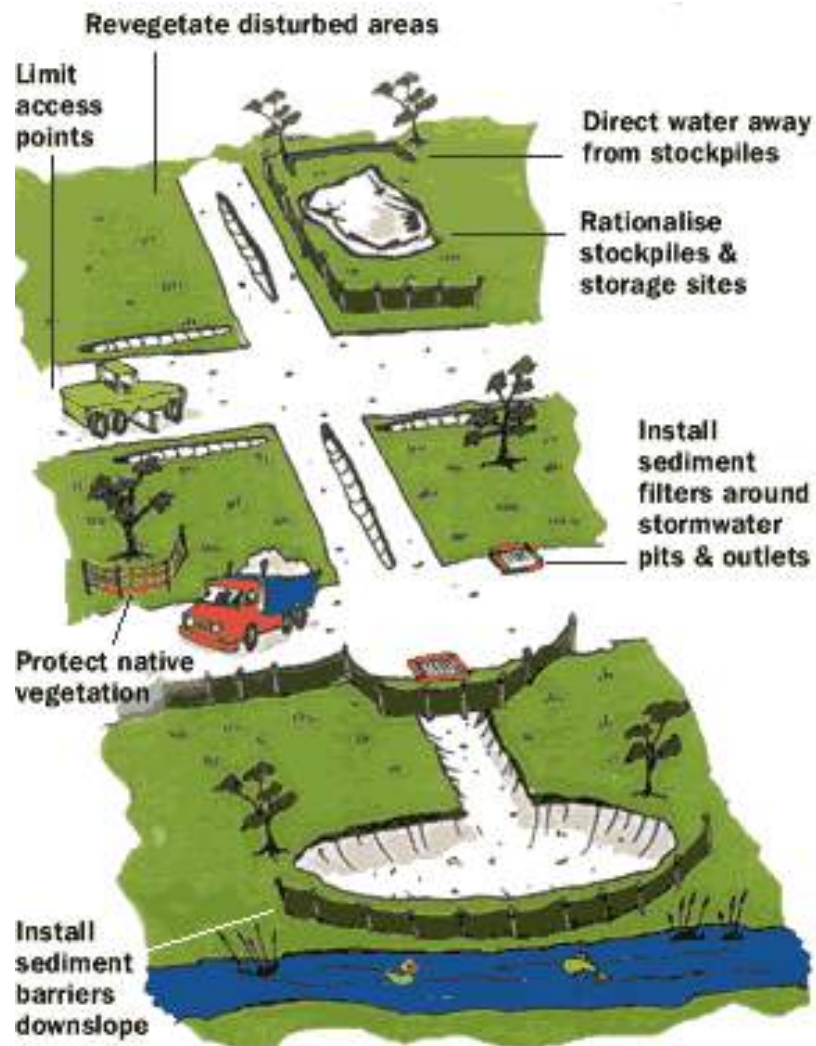 Revegetate disturbed areas
Limit
access
points
Direct water away
from stockpiles
Rationalise
stockpiles &
storage sites
Install
sediment
filters around
stormwater
pits & outlets
Protect native
vegetation
Install
sediment
barriers
downslope